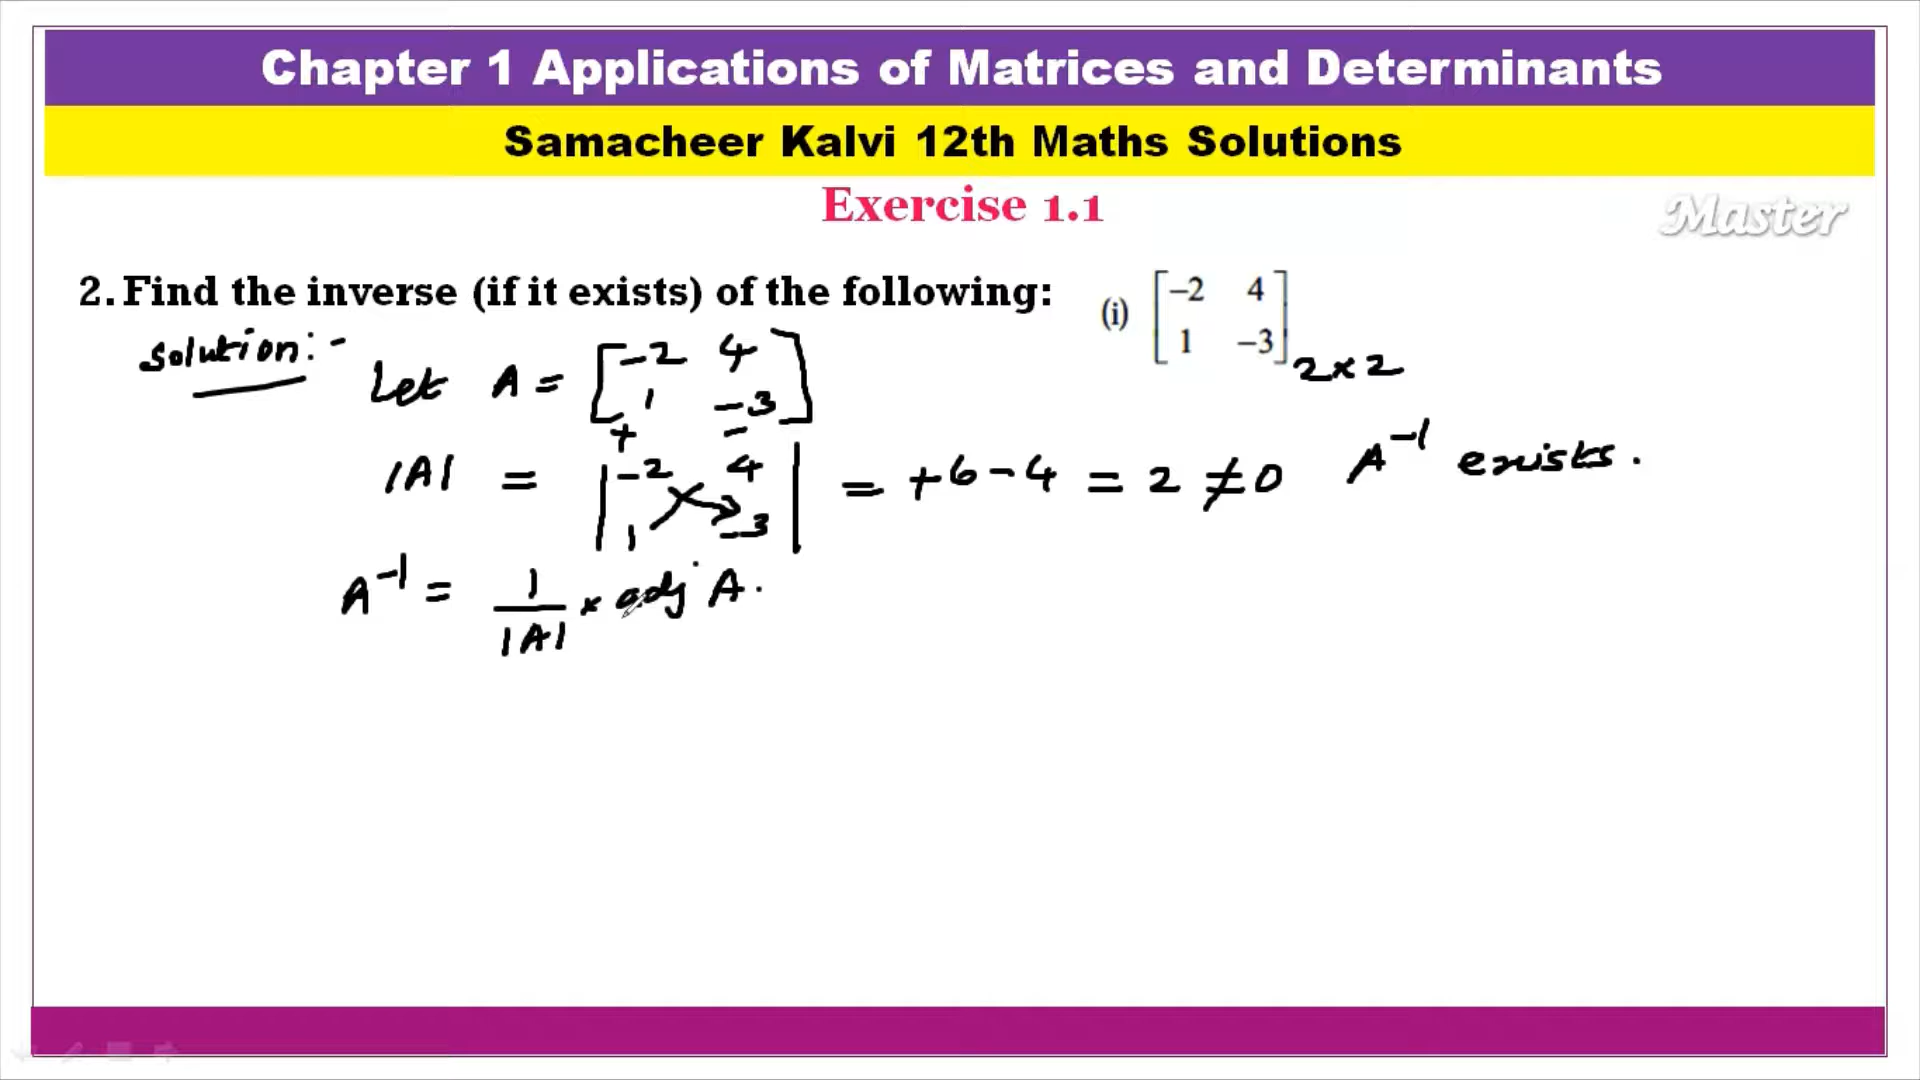 Chapter 1 Applications of Matrices and Determinants
Samacheer Kalvi 12th Maths Solutions
Exercise 1.1
Master
2. Find the inverse (if it exists) of the following: (i) [−2 4
1 −3] 2×2
Solution:- Let A = [−2 4
1 −3]
+ −
|A| = |−2 4
1 −3| = +6−4 = 2 ≠ 0 A⁻¹ exists.
A⁻¹ = 1/|A| × adj A.